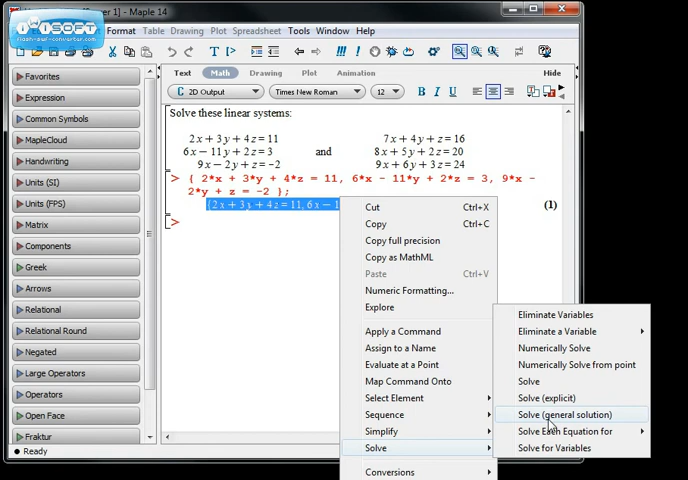 iWiSOFT
flash-swf-converter.com
- Maple 14
Format Table Drawing Plot Spreadsheet Tools Window Help
Text Math Drawing Plot Animation Hide
2D Output Times New Roman 12 B I U
Favorites
Expression
Common Symbols
MapleCloud
Handwriting
Units (SI)
Units (FPS)
Matrix
Components
Greek
Arrows
Relational
Relational Round
Negated
Large Operators
Operators
Open Face
Fraktur
Ready
Solve these linear systems:
2x + 3y + 4z = 11 7x + 4y + z = 16
6x − 11y + 2z = 3 and 8x + 5y + 2z = 20
9x − 2y + z = −2 9x + 6y + 3z = 24
> { 2*x + 3*y + 4*z = 11, 6*x - 11*y + 2*z = 3, 9*x -
2*y + z = -2 };
{2x + 3y + 4z = 11, 6x − 1 (1)
>
Cut Ctrl+X
Copy Ctrl+C
Copy full precision
Copy as MathML
Paste Ctrl+V
Numeric Formatting...
Explore
Apply a Command
Assign to a Name
Evaluate at a Point
Map Command Onto
Select Element
Sequence
Simplify
Solve
Conversions
Eliminate Variables
Eliminate a Variable
Numerically Solve
Numerically Solve from point
Solve
Solve (explicit)
Solve (general solution)
Solve Each Equation for
Solve for Variables